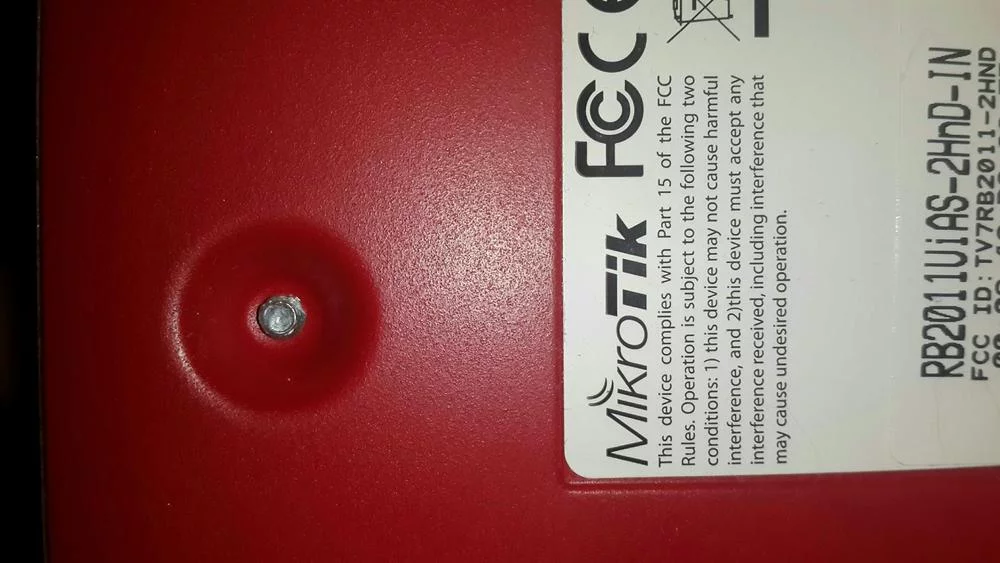 MikroTik FCC
This device complies with Part 15 of the FCC
Rules. Operation is subject to the following two
conditions: 1) this device may not cause harmful
interference, and 2)this device must accept any
interference received, including interference that
may cause undesired operation.
RB2011UiAS-2HnD-IN
FCC ID:TV7RB2011-2HND